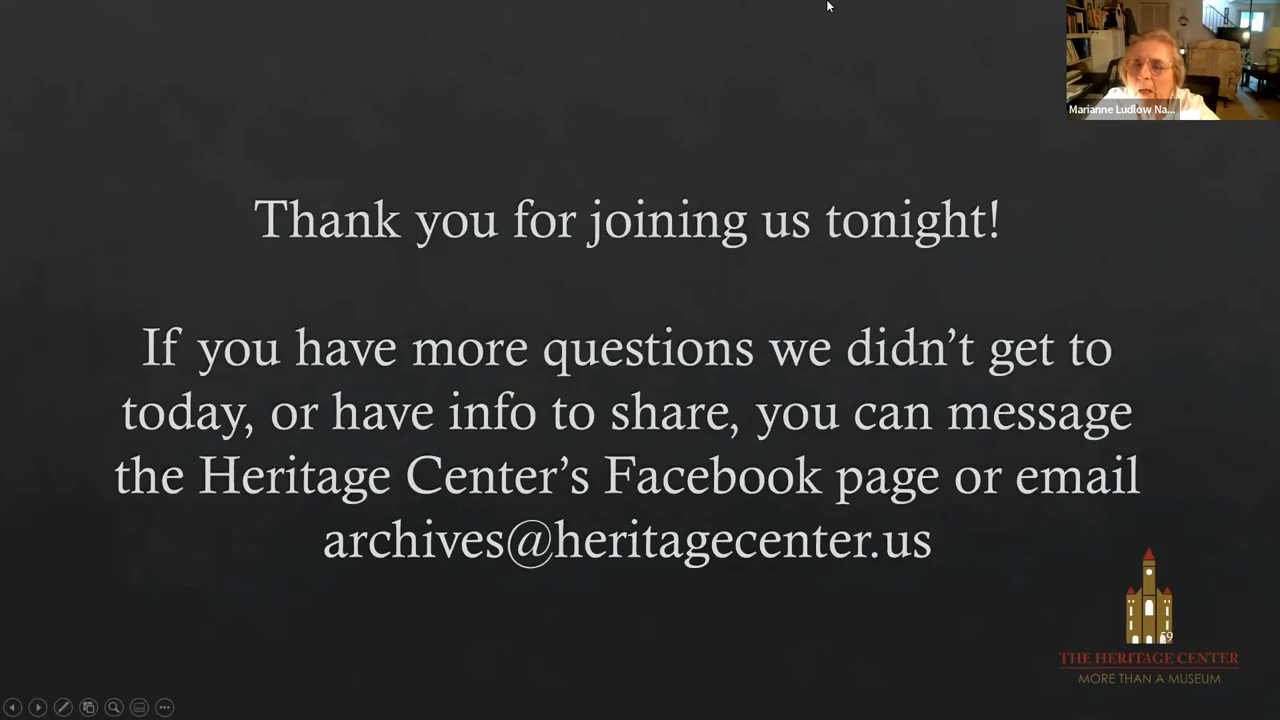 Marianne Ludlow Na...
Thank you for joining us tonight!
If you have more questions we didn’t get to
today, or have info to share, you can message
the Heritage Center’s Facebook page or email
archives@heritagecenter.us
59
THE HERITAGE CENTER
MORE THAN A MUSEUM